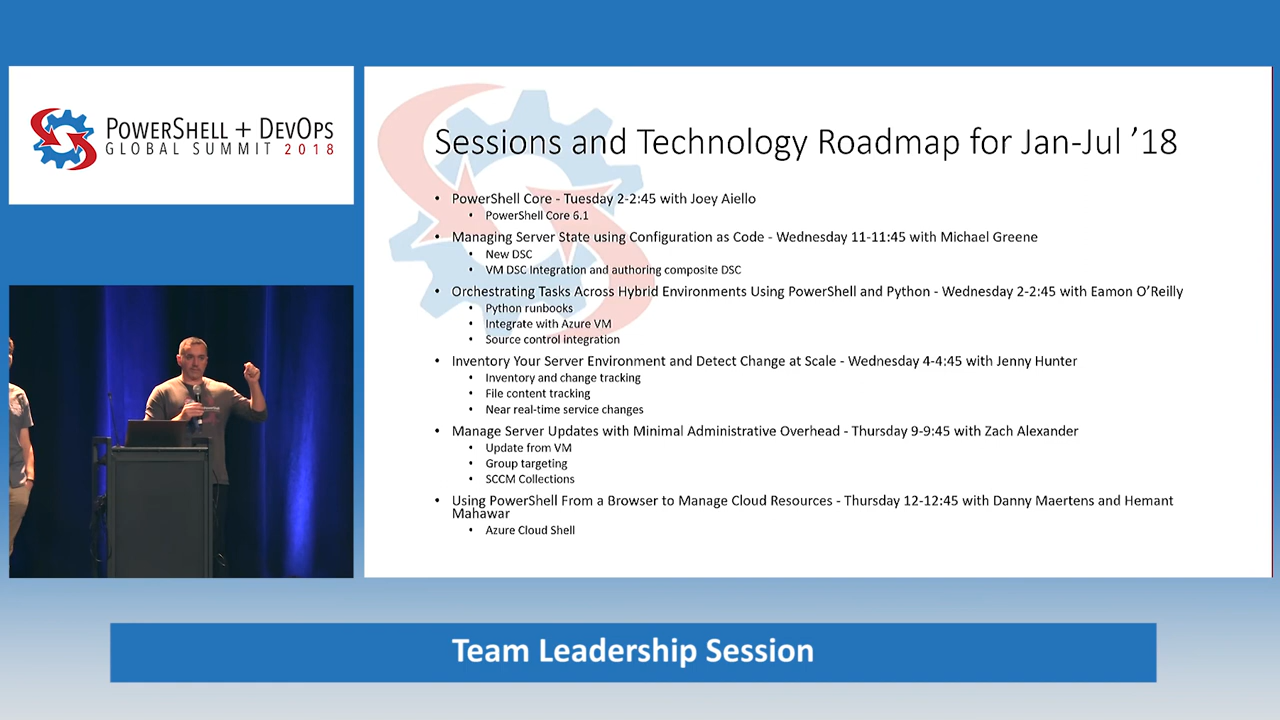 POWERSHELL + DEVOPS
GLOBAL SUMMIT 2018
Sessions and Technology Roadmap for Jan-Jul ’18
• PowerShell Core - Tuesday 2-2:45 with Joey Aiello
• PowerShell Core 6.1
• Managing Server State using Configuration as Code - Wednesday 11-11:45 with Michael Greene
• New DSC
• VM DSC Integration and authoring composite DSC
• Orchestrating Tasks Across Hybrid Environments Using PowerShell and Python - Wednesday 2-2:45 with Eamon O’Reilly
• Python runbooks
• Integrate with Azure VM
• Source control integration
• Inventory Your Server Environment and Detect Change at Scale - Wednesday 4-4:45 with Jenny Hunter
• Inventory and change tracking
• File content tracking
• Near real-time service changes
• Manage Server Updates with Minimal Administrative Overhead - Thursday 9-9:45 with Zach Alexander
• Update from VM
• Group targeting
• SCCM Collections
• Using PowerShell From a Browser to Manage Cloud Resources - Thursday 12-12:45 with Danny Maertens and Hemant
Mahawar
• Azure Cloud Shell
Team Leadership Session